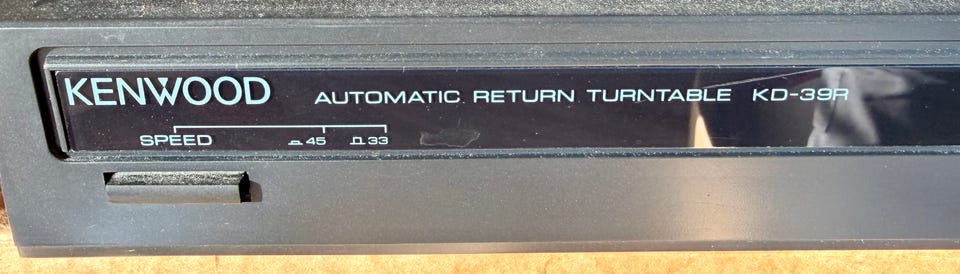 KENWOOD AUTOMATIC RETURN TURNTABLE KD-39R
SPEED 45 33